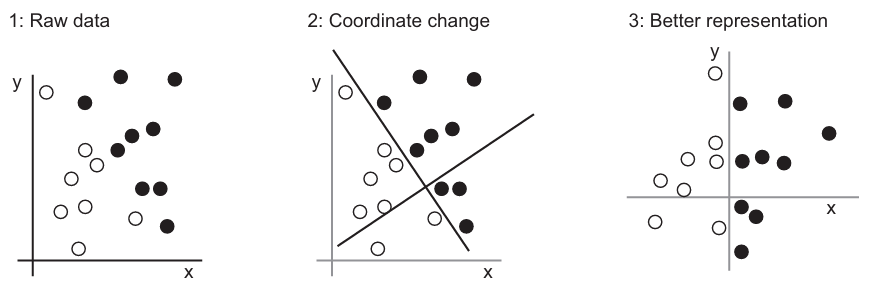 1: Raw data
2: Coordinate change
3: Better representation
y
x
y
x
y
x